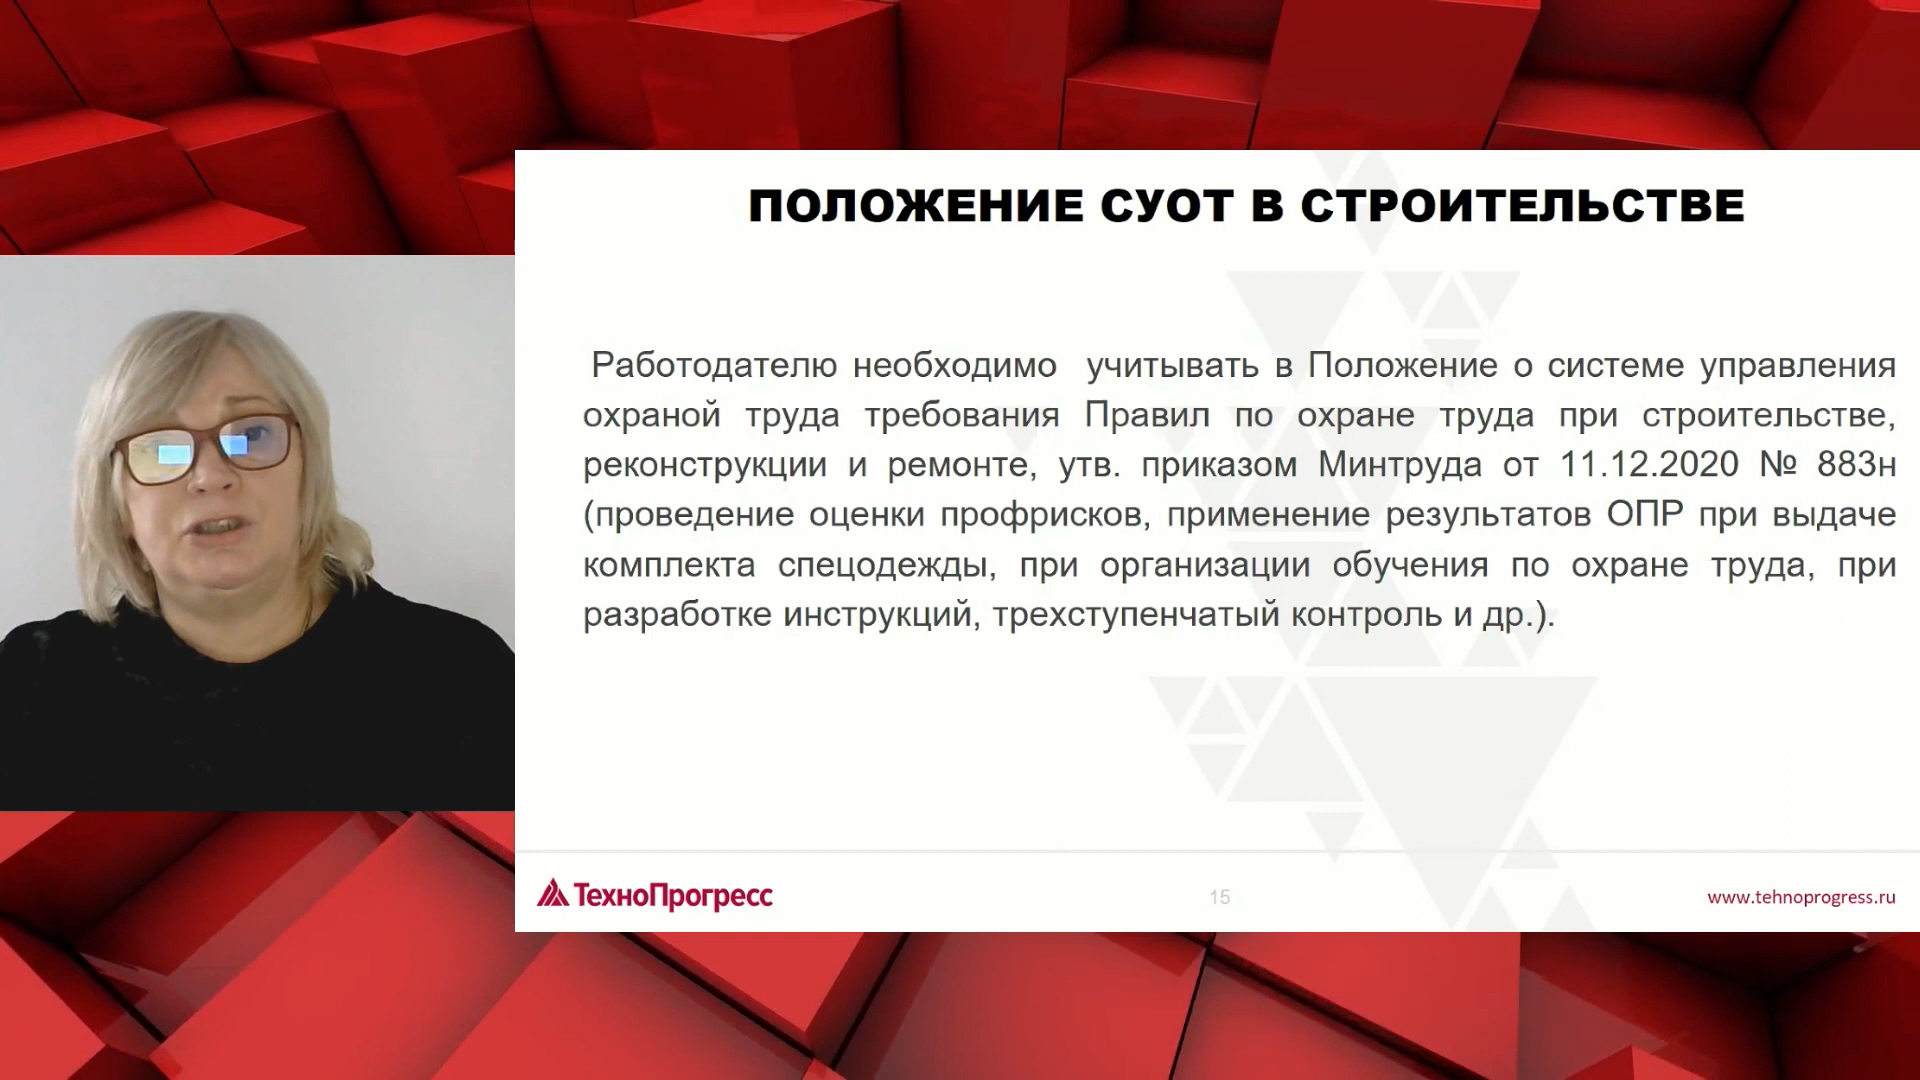 ПОЛОЖЕНИЕ СУОТ В СТРОИТЕЛЬСТВЕ
Работодателю необходимо учитывать в Положение о системе управления
охраной труда требования Правил по охране труда при строительстве,
реконструкции и ремонте, утв. приказом Минтруда от 11.12.2020 № 883н
(проведение оценки профрисков, применение результатов ОПР при выдаче
комплекта спецодежды, при организации обучения по охране труда, при
разработке инструкций, трехступенчатый контроль и др.).
ТехноПрогресс
15
www.tehnoprogress.ru